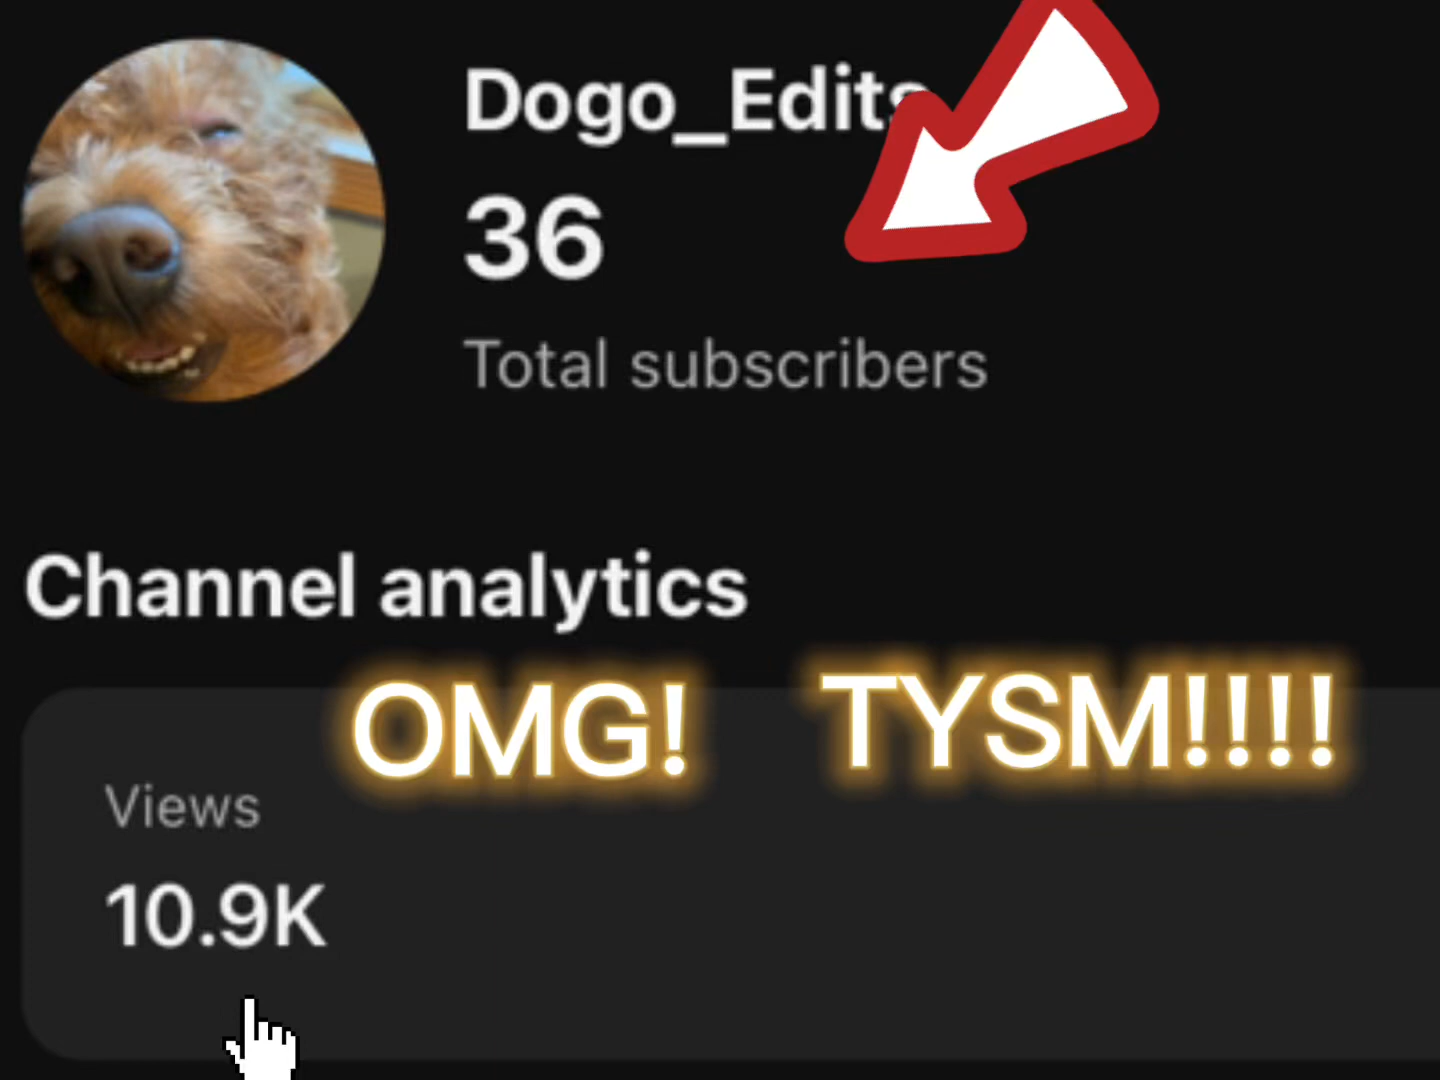 Dogo_Edits
36
Total subscribers
Channel analytics
OMG! TYSM!!!!
Views
10.9K